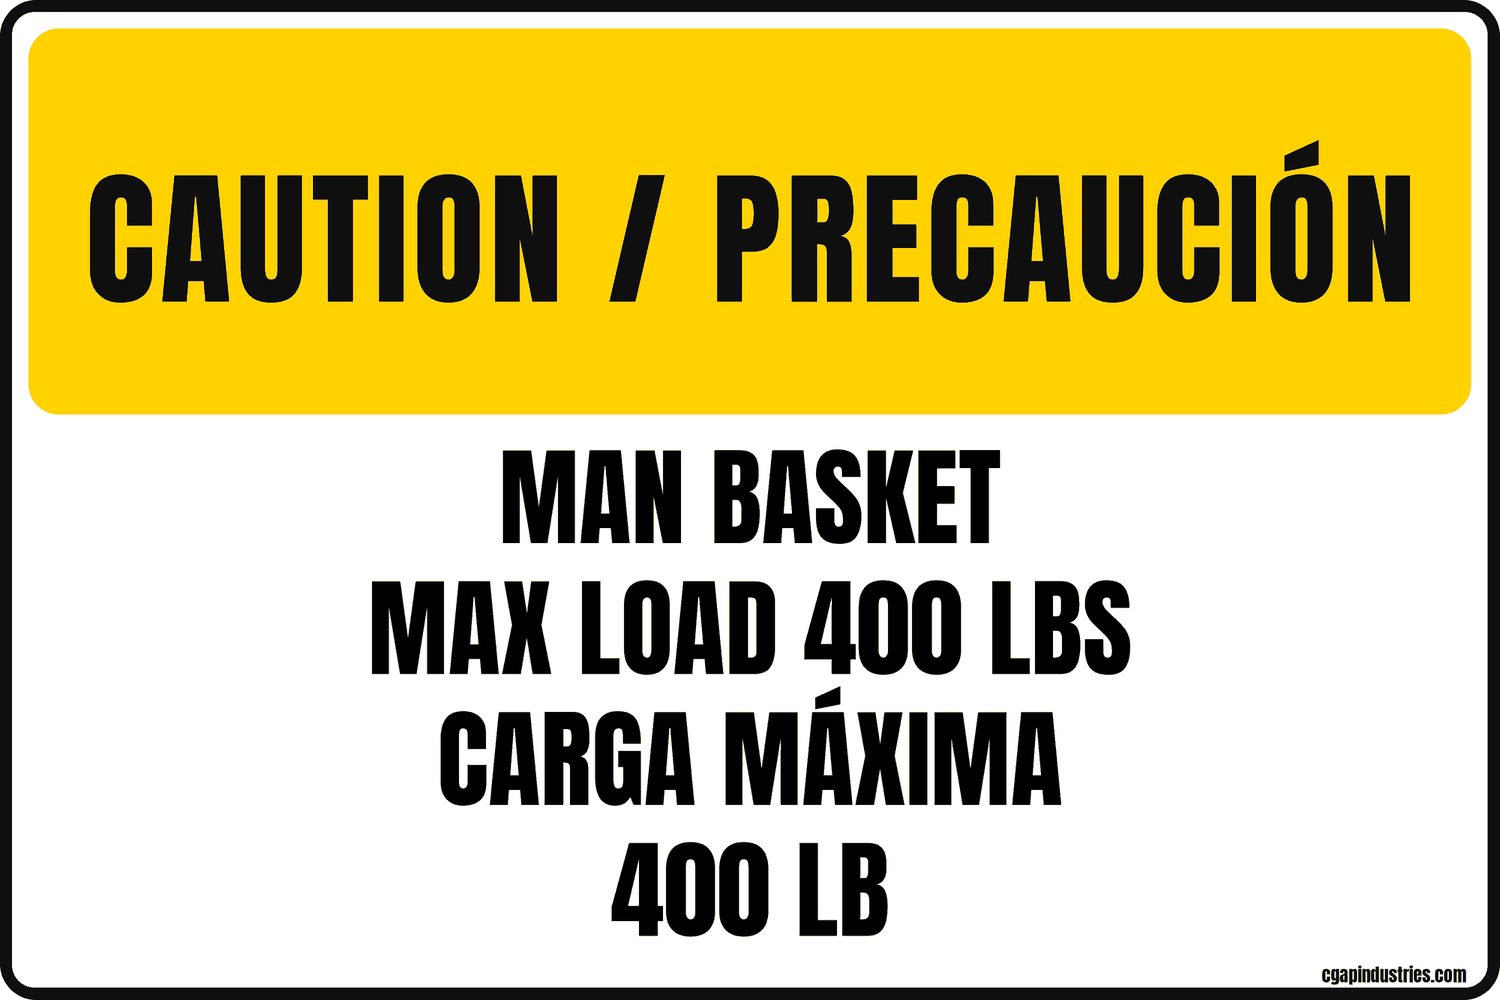 CAUTION / PRECAUCIÓN
MAN BASKET
MAX LOAD 400 LBS
CARGA MÁXIMA
400 LB
cgapindustries.com